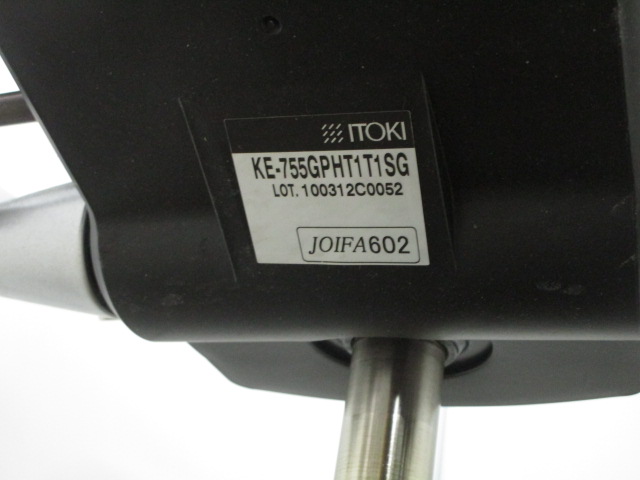 ITOKI
KE-755GPHT1T1SG
LOT. 100312C0052
JOIFA602